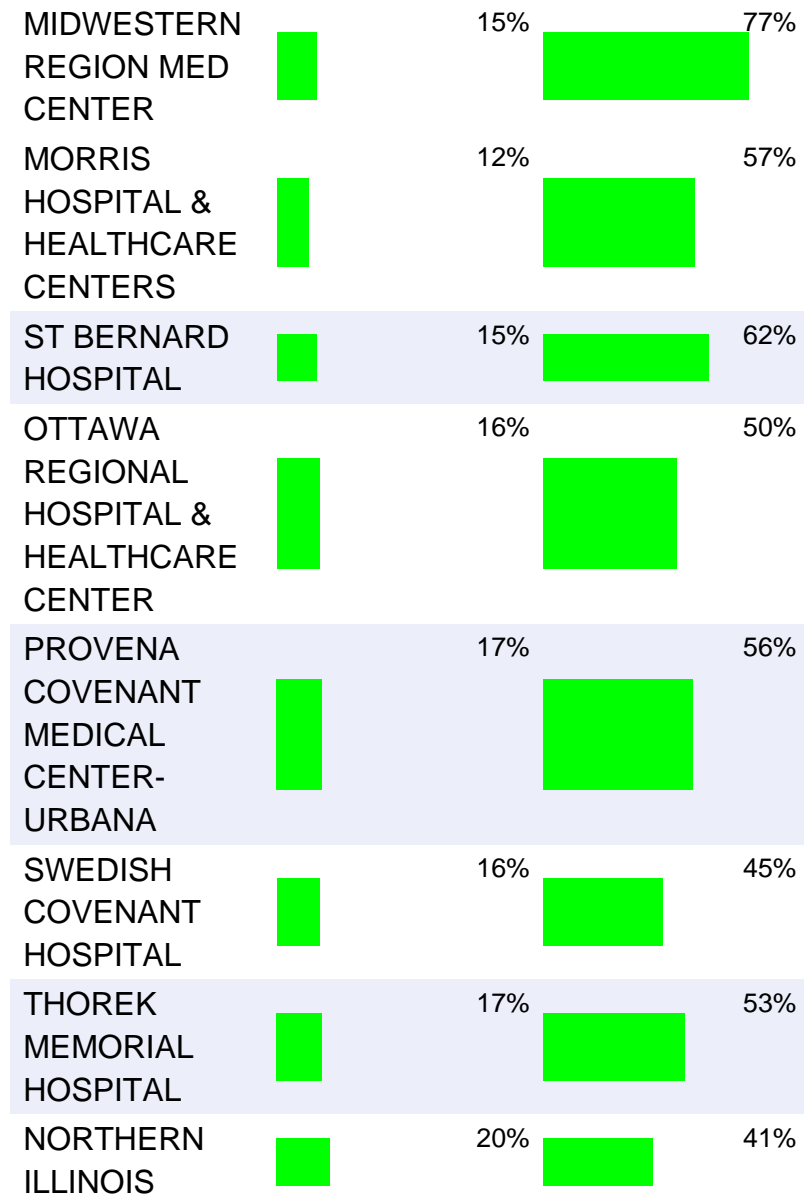 MIDWESTERN 15% 77%
REGION MED
CENTER
MORRIS 12% 57%
HOSPITAL &
HEALTHCARE
CENTERS
ST BERNARD 15% 62%
HOSPITAL
OTTAWA 16% 50%
REGIONAL
HOSPITAL &
HEALTHCARE
CENTER
PROVENA 17% 56%
COVENANT
MEDICAL
CENTER-
URBANA
SWEDISH 16% 45%
COVENANT
HOSPITAL
THOREK 17% 53%
MEMORIAL
HOSPITAL
NORTHERN 20% 41%
ILLINOIS